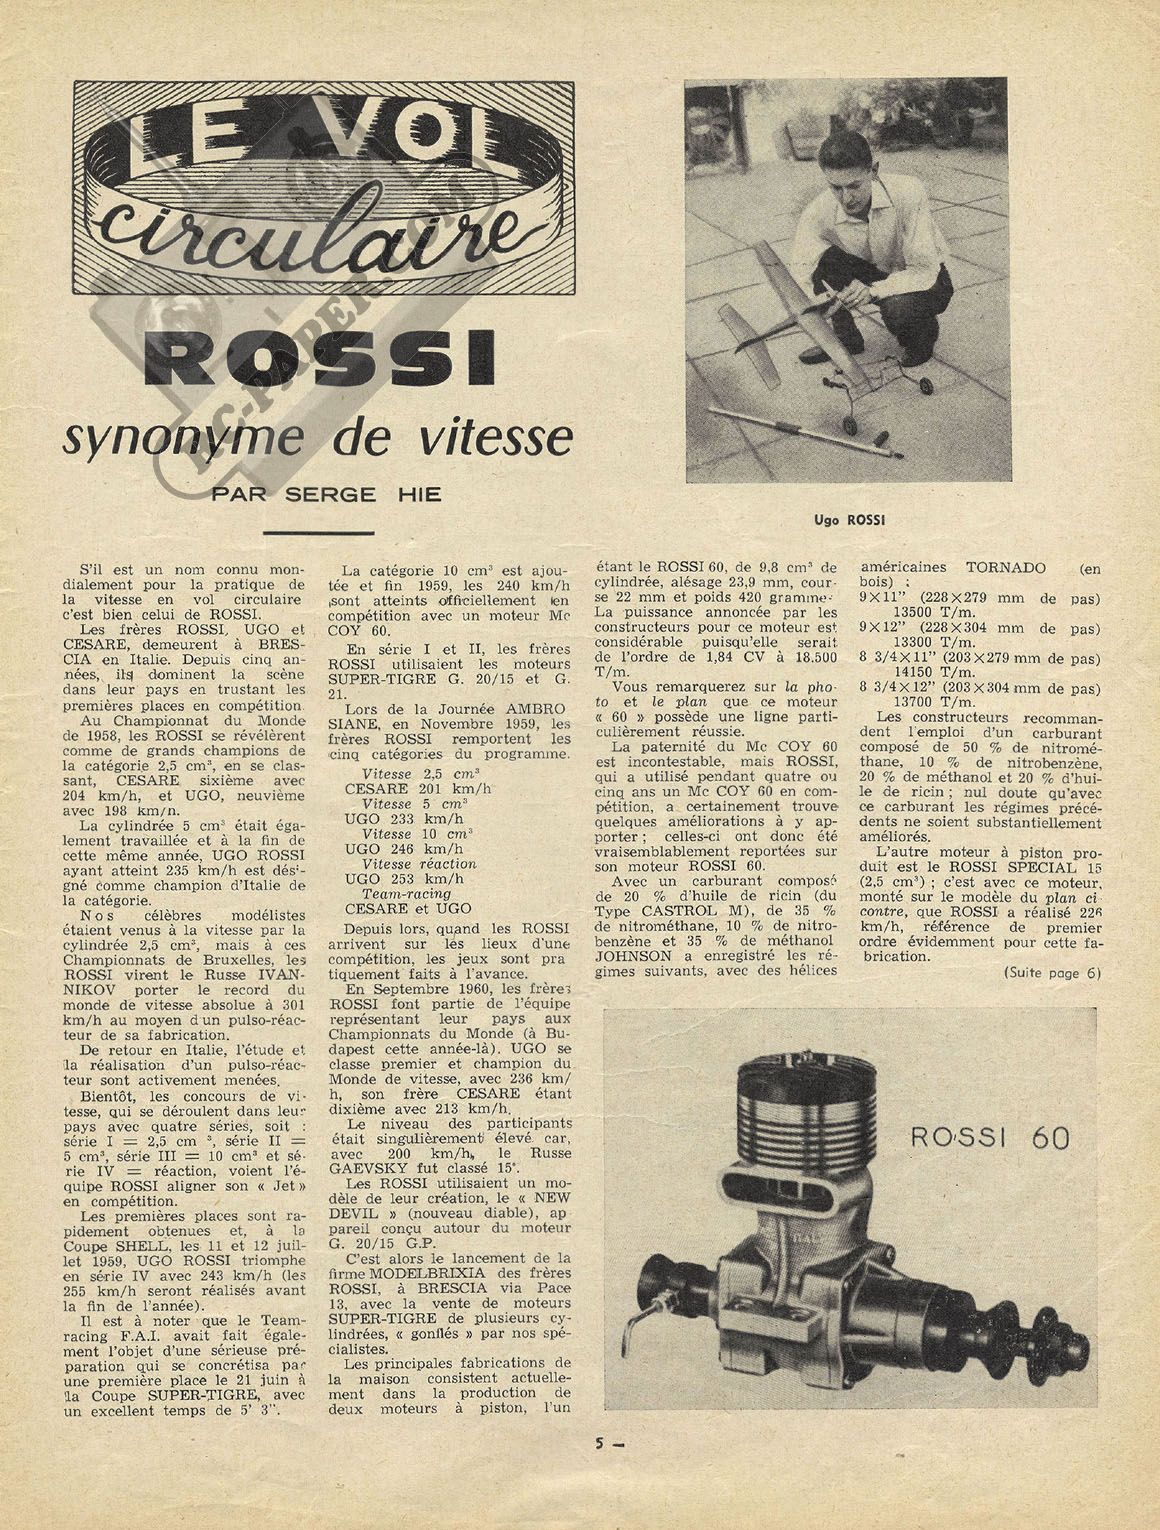 LE VOL
circulaire
ROSSI
synonyme de vitesse
PAR SERGE HIE
Ugo ROSSI
S'il est un nom connu mon-
dialement pour la pratique de
la vitesse en vol circulaire
c'est bien celui de ROSSI.
Les frères ROSSI, UGO et
CESARE, demeurent à BRES-
CIA en Italie. Depuis cinq an-
nées, ils dominent la scène
dans leur pays en trustant les
premières places en compétition.
Au Championnat du Monde
de 1958, les ROSSI se révélèrent
comme de grands champions de
la catégorie 2,5 cm³, en se clas-
sant, CESARE sixième avec
204 km/h, et UGO, neuvième
avec 198 km/h.
La cylindrée 5 cm³ était éga-
lement travaillée et à la fin de
cette même année, UGO ROSSI
ayant atteint 235 km/h est dési-
gné comme champion d'Italie de
la catégorie.
Nos célèbres modélistes
étaient venus à la vitesse par la
cylindrée 2,5 cm³, mais à ces
Championnats de Bruxelles, les
ROSSI virent le Russe IVAN-
NIKOV porter le record du
monde de vitesse absolue à 301
km/h au moyen d'un pulso-réac-
teur de sa fabrication.
De retour en Italie, l'étude et
la réalisation d'un pulso-réac-
teur sont activement menées.
Bientôt, les concours de vi-
tesse, qui se déroulent dans leur
pays avec quatre séries, soit :
série I = 2,5 cm ³, série II =
5 cm³, série III = 10 cm³ et sé-
rie IV = réaction, voient l'é-
quipe ROSSI aligner son « Jet »
en compétition.
Les premières places sont ra-
pidement obtenues et, à la
Coupe SHELL, les 11 et 12 juil-
let 1959, UGO ROSSI triomphe
en série IV avec 243 km/h (les
255 km/h seront réalisés avant
la fin de l'année).
Il est à noter que le Team-
racing F.A.I. avait fait égale-
ment l'objet d'une sérieuse pré-
paration qui se concrétisa par
une première place le 21 juin à
la Coupe SUPER-TIGRE, avec
un excellent temps de 5' 3".
La catégorie 10 cm³ est ajou-
tée et fin 1959, les 240 km/h
sont atteints officiellement en
compétition avec un moteur Mc
COY 60.
En série I et II, les frères
ROSSI utilisaient les moteurs
SUPER-TIGRE G. 20/15 et G.
21.
Lors de la Journée AMBRO
SIANE, en Novembre 1959, les
frères ROSSI remportent les
cinq catégories du programme.
Vitesse 2,5 cm³
CESARE 201 km/h
Vitesse 5 cm³
UGO 233 km/h
Vitesse 10 cm³
UGO 246 km/h
Vitesse réaction
UGO 253 km/h
Team-racing
CESARE et UGO
Depuis lors, quand les ROSSI
arrivent sur les lieux d'une
compétition, les jeux sont pra
tiquement faits à l'avance.
En Septembre 1960, les frères
ROSSI font partie de l'équipe
représentant leur pays aux
Championnats du Monde (à Bu-
dapest cette année-là). UGO se
classe premier et champion du
Monde de vitesse, avec 236 km/
h, son frère CESARE étant
dixième avec 213 km/h.
Le niveau des participants
était singulièrement élevé car,
avec 200 km/h, le Russe
GAEVSKY fut classé 15°.
Les ROSSI utilisaient un mo-
dèle de leur création, le « NEW
DEVIL » (nouveau diable), ap
pareil conçu autour du moteur
G. 20/15 G.P.
C'est alors le lancement de la
firme MODELBRIXIA des frères
ROSSI, à BRESCIA via Pace
13, avec la vente de moteurs
SUPER-TIGRE de plusieurs cy-
lindrées, « gonflés » par nos spé-
cialistes.
Les principales fabrications de
la maison consistent actuelle-
ment dans la production de
deux moteurs à piston, l'un
étant le ROSSI 60, de 9,8 cm³ de
cylindrée, alésage 23,9 mm, cour-
se 22 mm et poids 420 gramme-
La puissance annoncée par les
constructeurs pour ce moteur est
considérable puisqu'elle serait
de l'ordre de 1,84 CV à 18.500
T/m.
Vous remarquerez sur la pho-
to et le plan que ce moteur
« 60 » possède une ligne parti-
culièrement réussie.
La paternité du Mc COY 60
est incontestable, mais ROSSI,
qui a utilisé pendant quatre ou
cinq ans un Mc COY 60 en com-
pétition, a certainement trouvé
quelques améliorations à y ap-
porter ; celles-ci ont donc été
vraisemblablement reportées sur
son moteur ROSSI 60.
Avec un carburant composé
de 20 % d'huile de ricin (du
Type CASTROL M), de 35 %
de nitrométhane, 10 % de nitro-
benzène et 35 % de méthanol
JOHNSON a enregistré les ré-
gimes suivants, avec des hélices
américaines TORNADO (en
bois) :
9×11" (228×279 mm de pas)
13500 T/m.
9×12" (228×304 mm de pas)
13300 T/m.
8 3/4×11" (203×279 mm de pas)
14150 T/m.
8 3/4×12" (203×304 mm de pas)
13700 T/m.
Les constructeurs recomman-
dent l'emploi d'un carburant
composé de 50 % de nitromé-
thane, 10 % de nitrobenzène,
20 % de méthanol et 20 % d'hui-
le de ricin ; nul doute qu'avec
ce carburant les régimes précé-
dents ne soient substantiellement
améliorés.
L'autre moteur à piston pro-
duit est le ROSSI SPECIAL 15
(2,5 cm³) ; c'est avec ce moteur,
monté sur le modèle du plan ci
contre, que ROSSI a réalisé 226
km/h, référence de premier
ordre évidemment pour cette fa-
brication.
(Suite page 6)
ROSSI 60
5 —